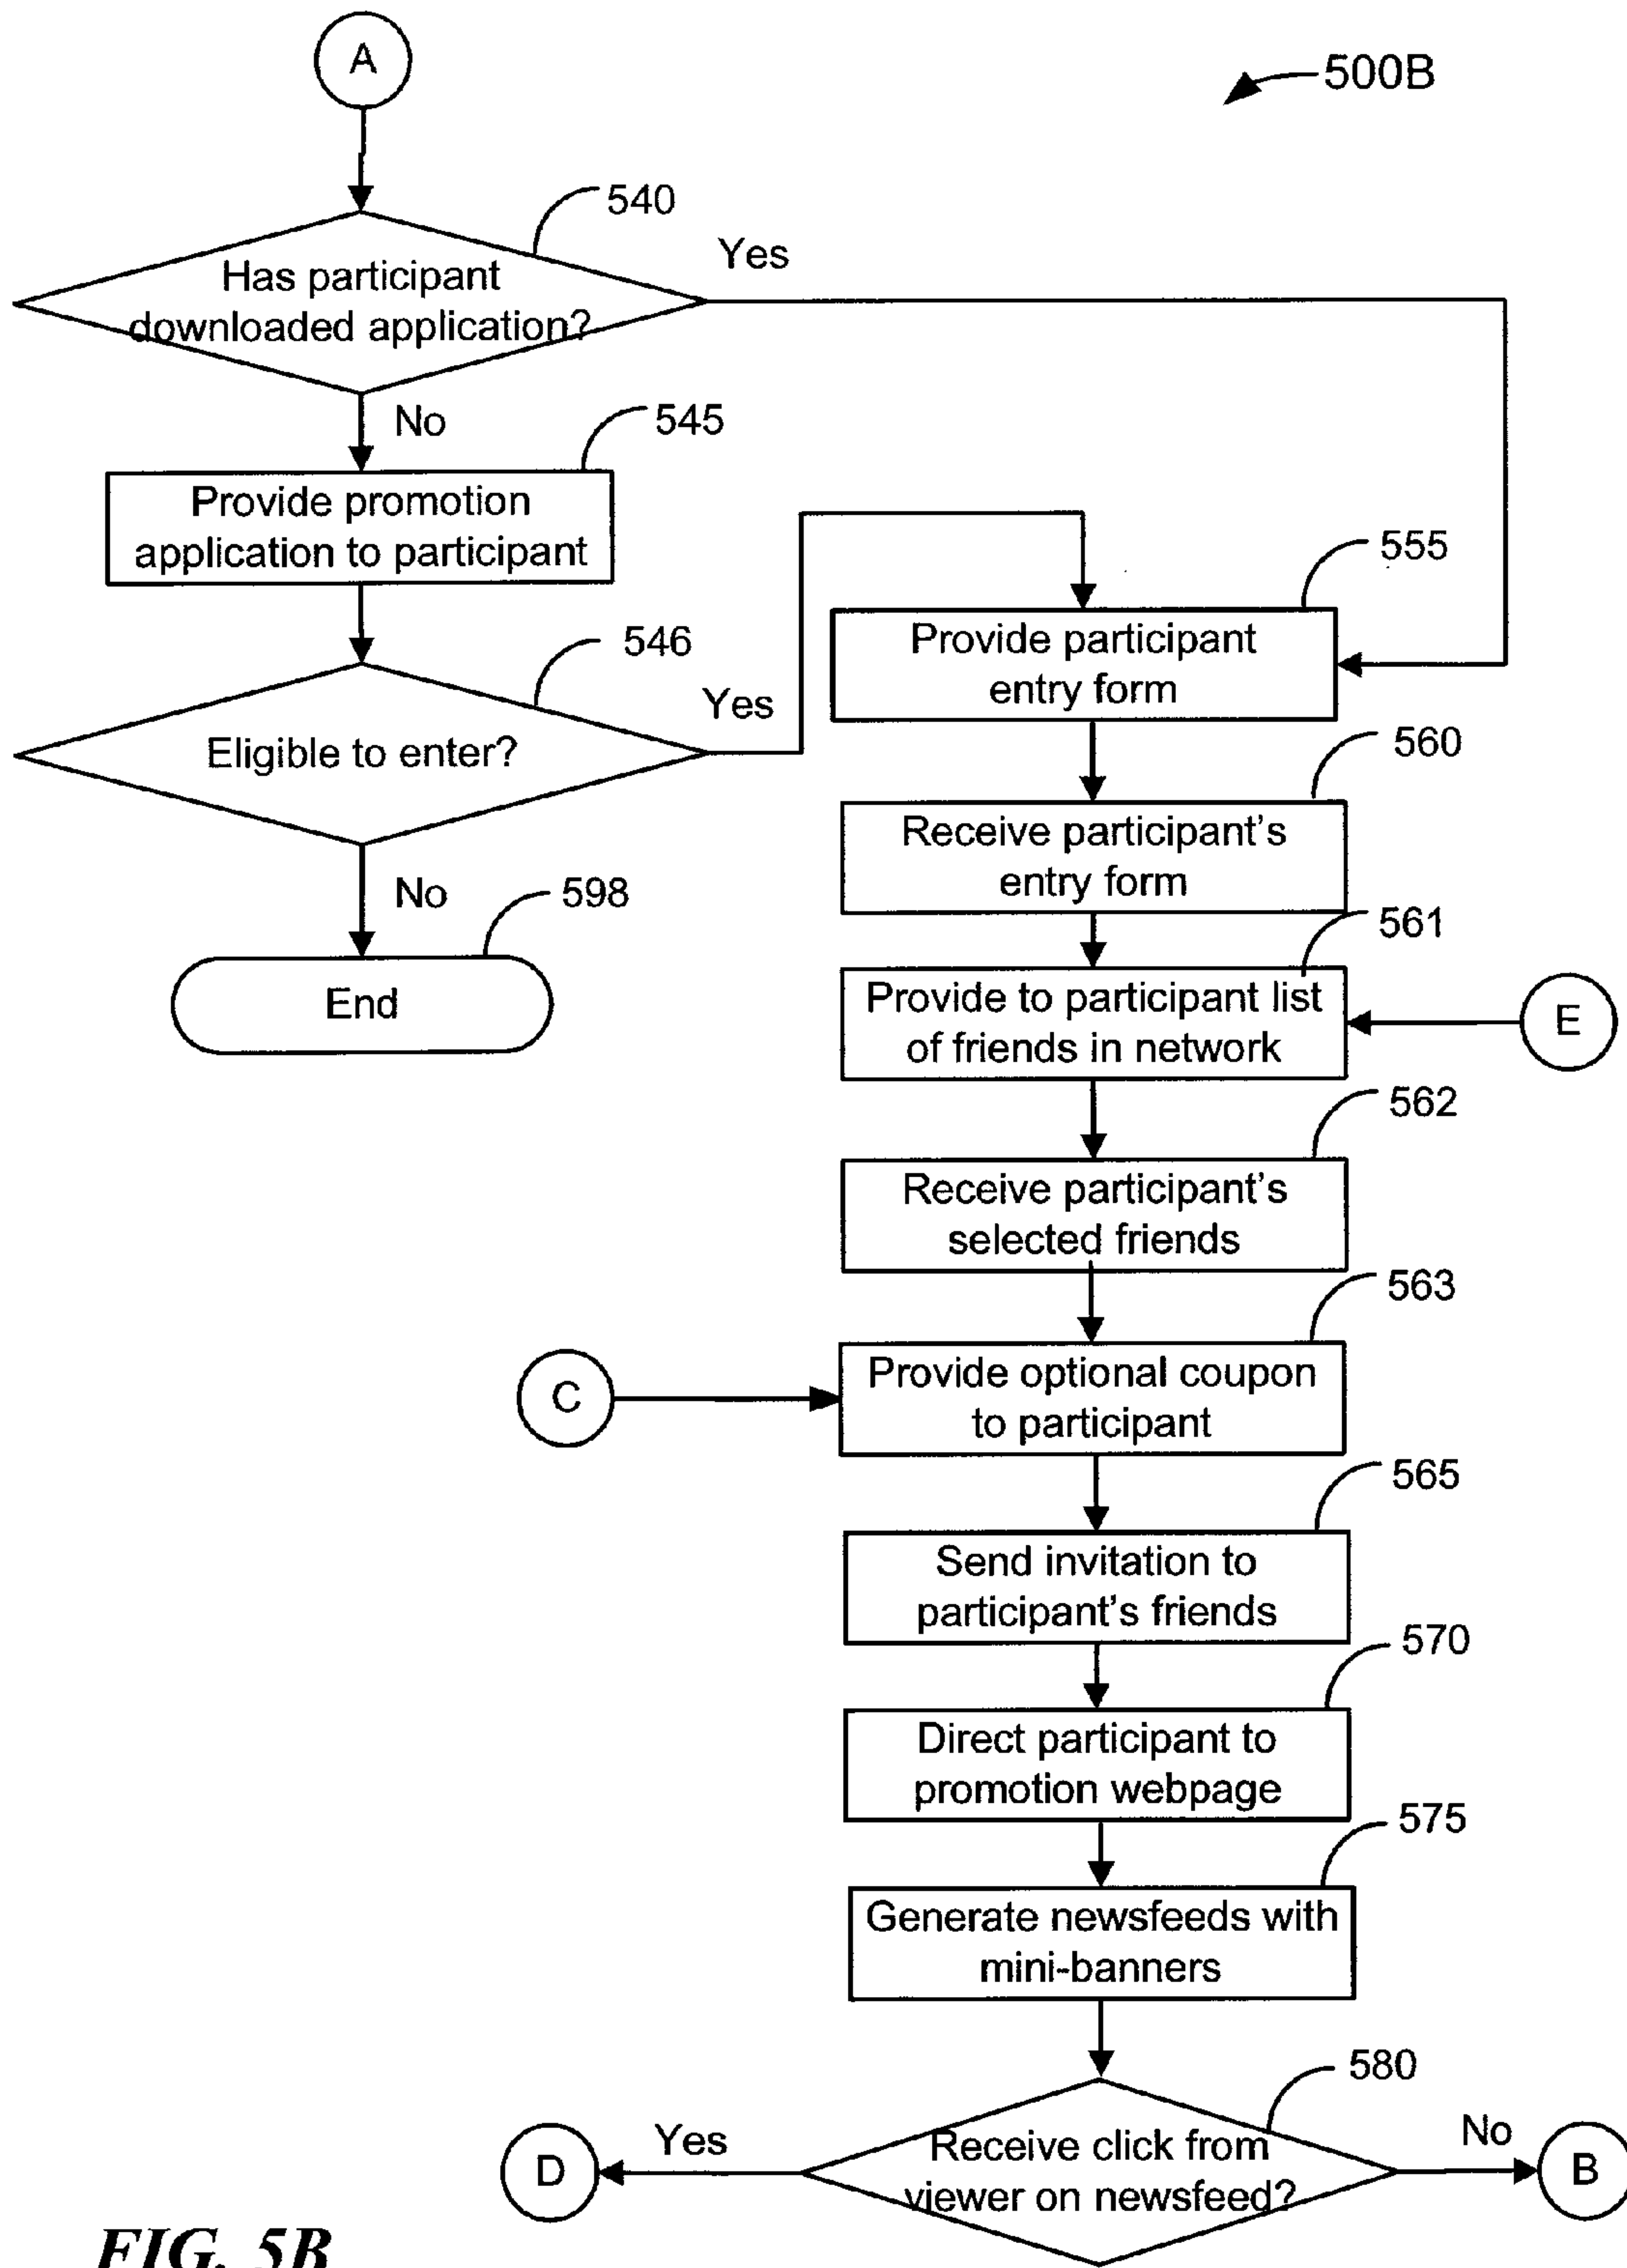 A
500B
540
Has participant
downloaded application?
Yes
No
545
Provide promotion
application to participant
546
Eligible to enter?
Yes
No
598
End
555
Provide participant
entry form
560
Receive participant's
entry form
561
Provide to participant list
of friends in network
E
562
Receive participant's
selected friends
563
Provide optional coupon
to participant
C
565
Send invitation to
participant's friends
570
Direct participant to
promotion webpage
575
Generate newsfeeds with
mini-banners
580
Receive click from
viewer on newsfeed?
Yes
D
No
B
FIG. 5B